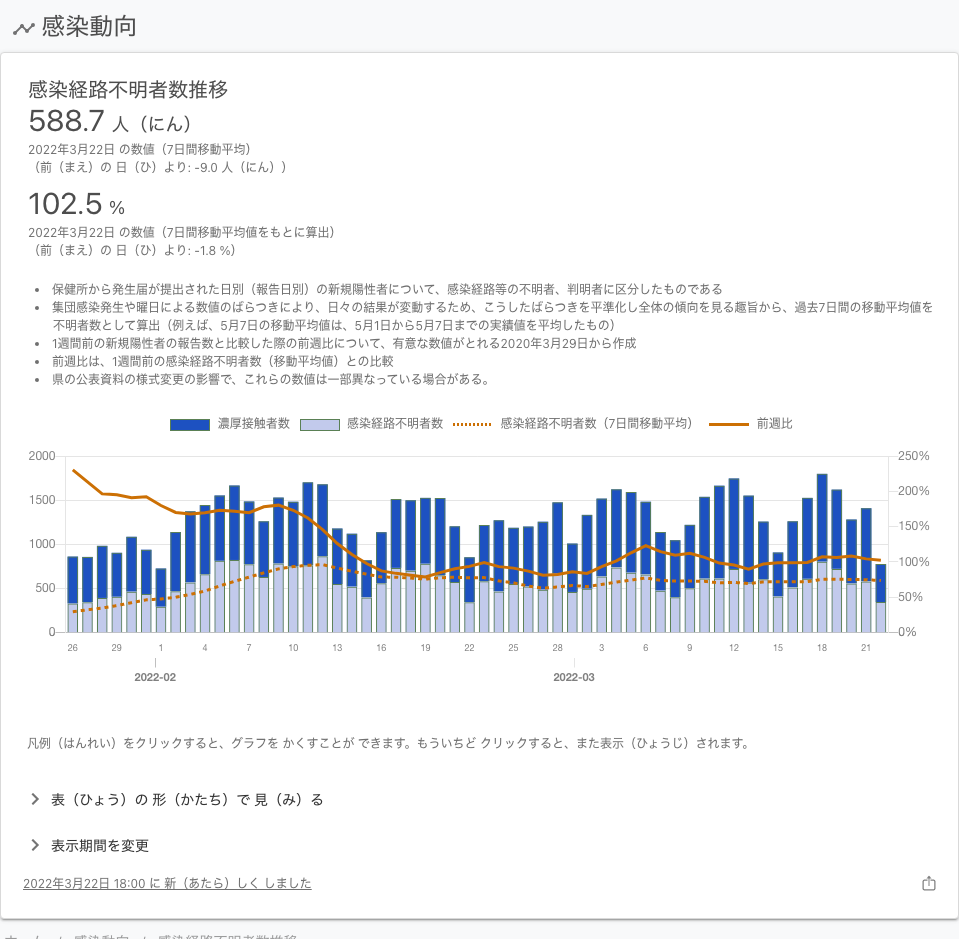 感染動向
感染経路不明者数推移
588.7 人（にん）
2022年3月22日 の数値（7日間移動平均）
（前（まえ）の 日（ひ）より: -9.0 人（にん））
102.5 %
2022年3月22日 の数値（7日間移動平均値をもとに算出）
（前（まえ）の 日（ひ）より: -1.8 %）
• 保健所から発生届が提出された日別（報告日別）の新規陽性者について、感染経路等の不明者、判明者に区分したものである
• 集団感染発生や曜日による数値のばらつきにより、日々の結果が変動するため、こうしたばらつきを平準化し全体の傾向を見る趣旨から、過去7日間の移動平均値を
不明者数として算出（例えば、5月7日の移動平均値は、5月1日から5月7日までの実績値を平均したもの）
• 1週間前の新規陽性者の報告数と比較した際の前週比について、有意な数値がとれる2020年3月29日から作成
• 前週比は、1週間前の感染経路不明者数（移動平均値）との比較
• 県の公表資料の様式変更の影響で、これらの数値は一部異なっている場合がある。
濃厚接触者数 感染経路不明者数 感染経路不明者数（7日間移動平均） 前週比
2000 250%
200%
1500
150%
1000
100%
500
50%
0 0%
26 29 1 4 7 10 13 16 19 22 25 28 3 6 9 12 15 18 21
2022-02 2022-03
凡例（はんれい）をクリックすると、グラフを かくすことが できます。もういちど クリックすると、また表示（ひょうじ）されます。
表（ひょう）の 形（かたち）で 見（み）る
表示期間を変更
2022年3月22日 18:00 に 新（あたら）しく しました